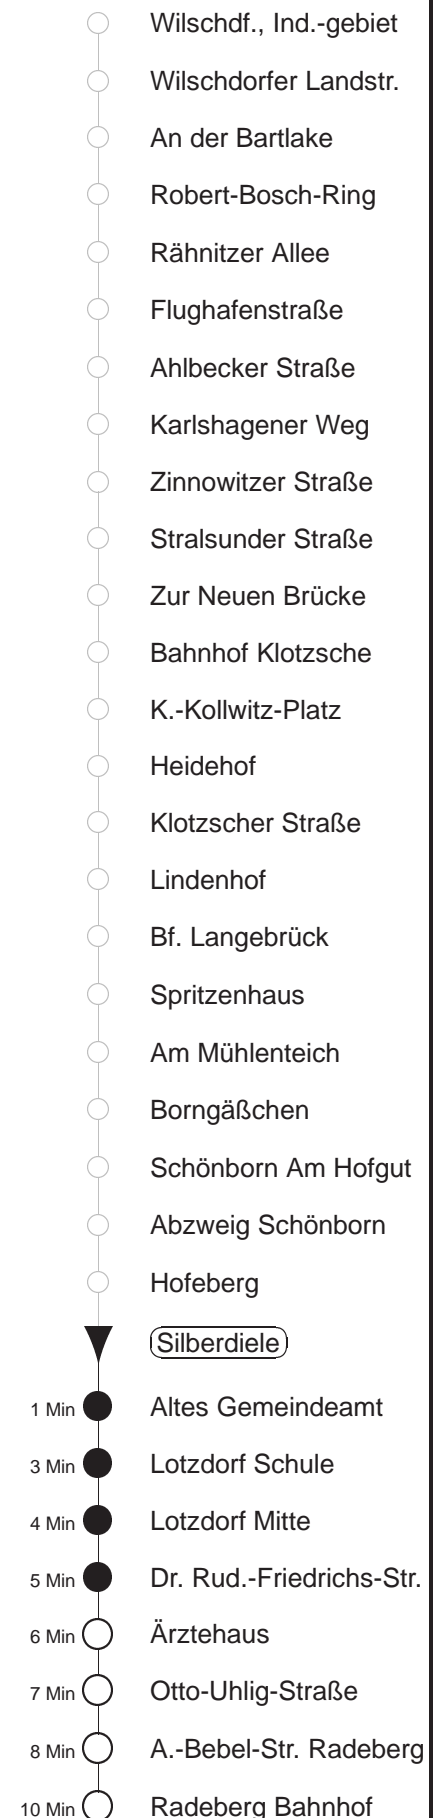 Wilschdf., Ind.-gebiet
Wilschdorfer Landstr.
An der Bartlake
Robert-Bosch-Ring
Rähnitzer Allee
Flughafenstraße
Ahlbecker Straße
Karlshagener Weg
Zinnowitzer Straße
Stralsunder Straße
Zur Neuen Brücke
Bahnhof Klotzsche
K.-Kollwitz-Platz
Heidehof
Klotzscher Straße
Lindenhof
Bf. Langebrück
Spritzenhaus
Am Mühlenteich
Borngäßchen
Schönborn Am Hofgut
Abzweig Schönborn
Hofeberg
Silberdiele
1 Min Altes Gemeindeamt
3 Min Lotzdorf Schule
4 Min Lotzdorf Mitte
5 Min Dr. Rud.-Friedrichs-Str.
6 Min Ärztehaus
7 Min Otto-Uhlig-Straße
8 Min A.-Bebel-Str. Radeberg
10 Min Radeberg Bahnhof